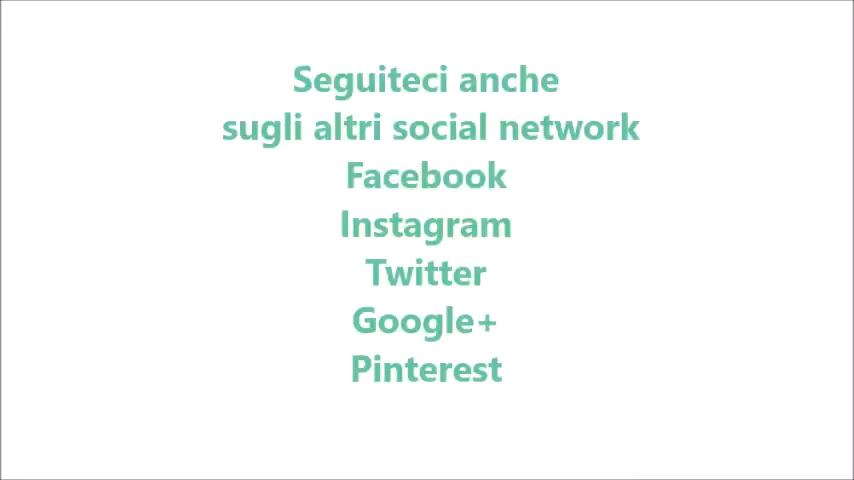 Seguiteci anche
sugli altri social network
Facebook
Instagram
Twitter
Google+
Pinterest